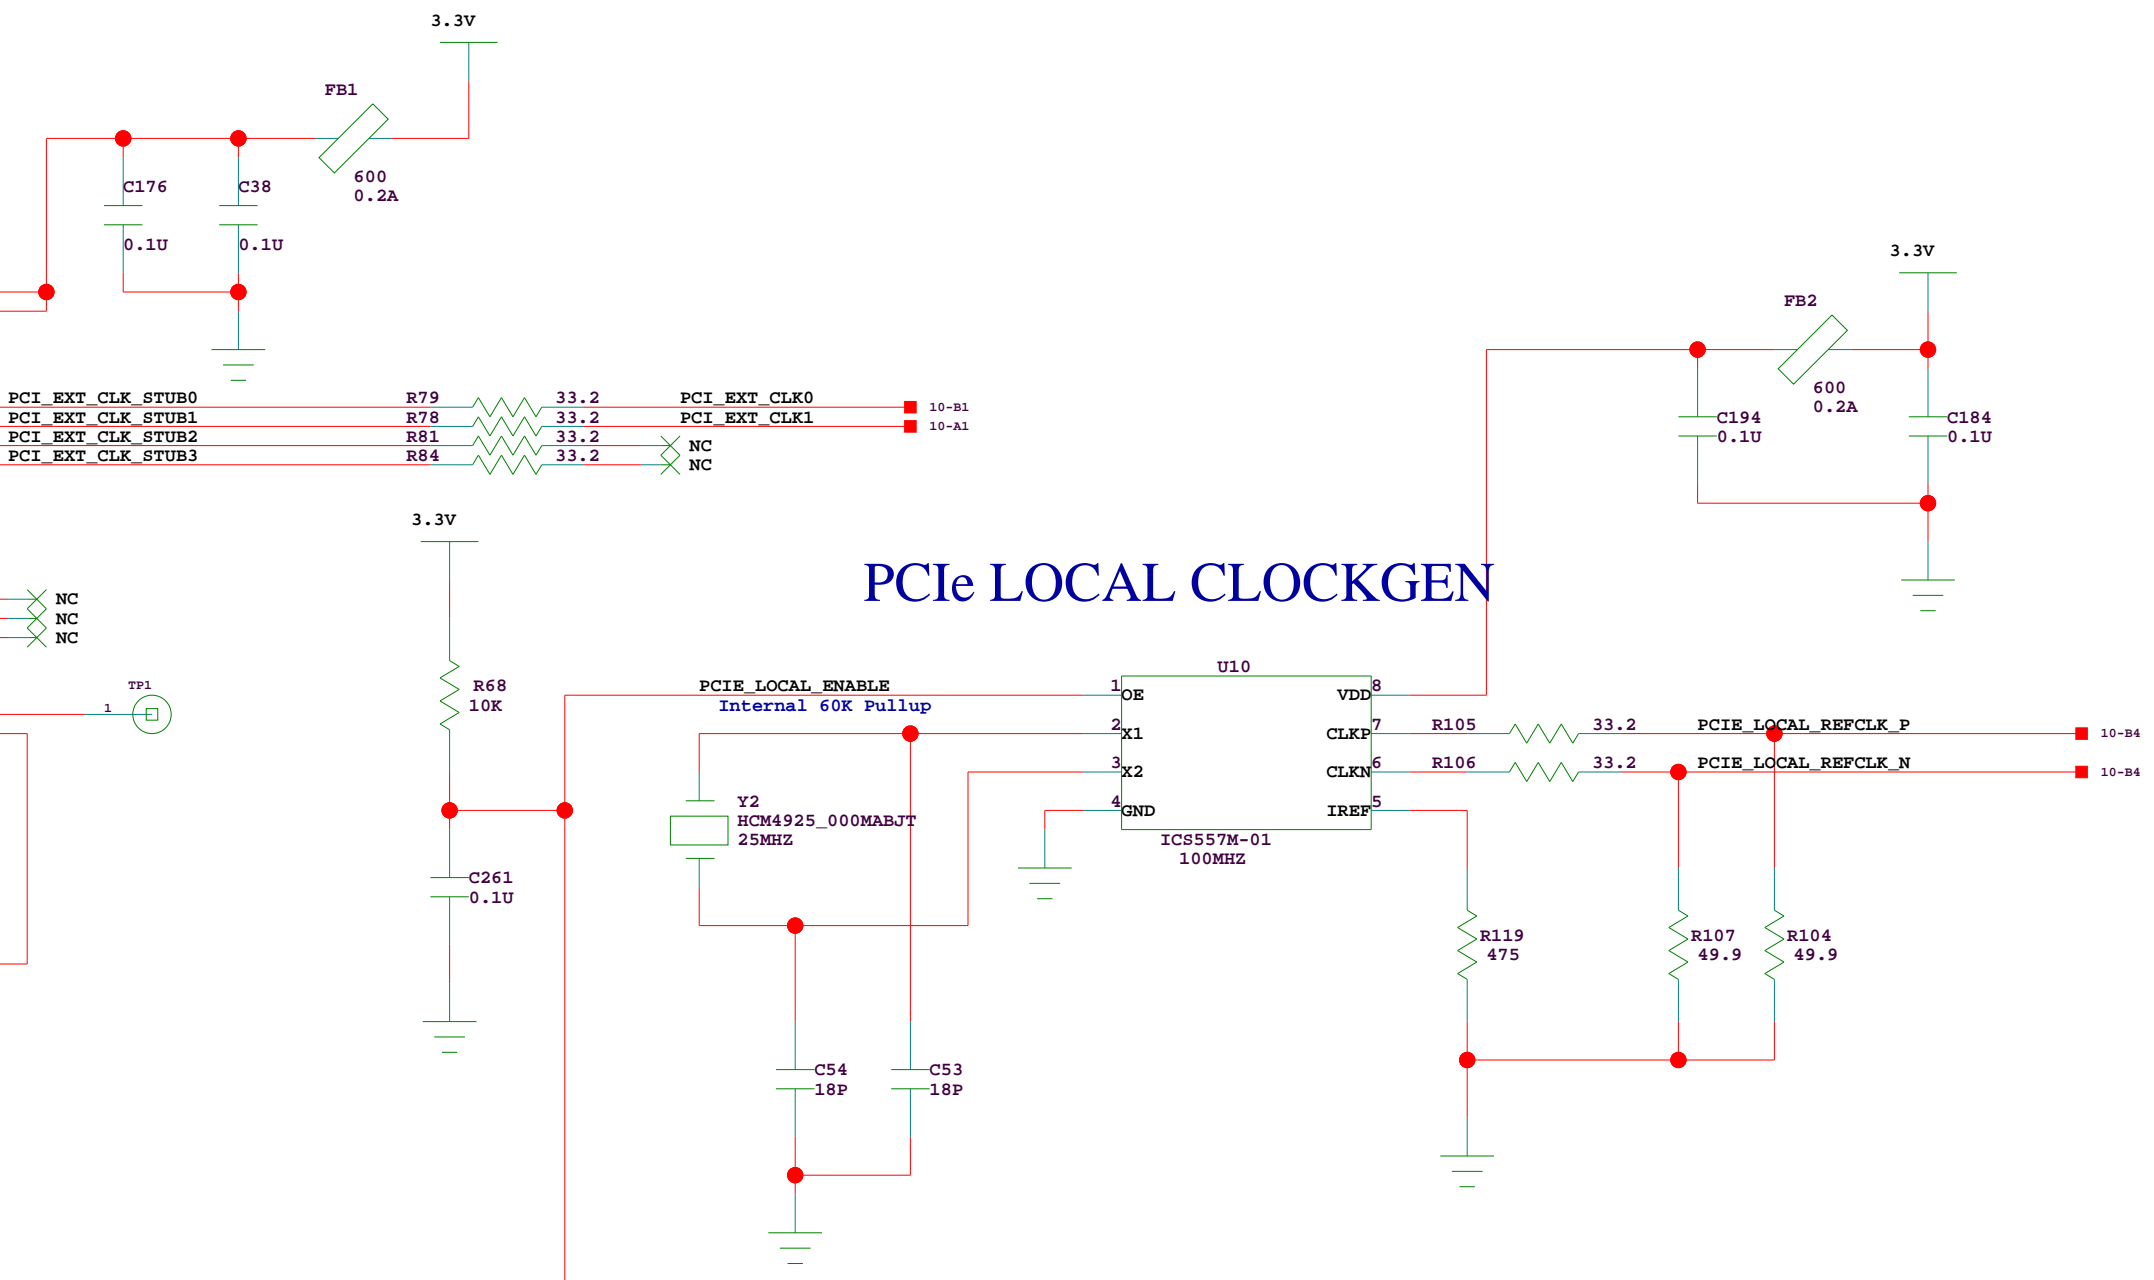 3.3V
FB1
600
0.2A
C176
C38
0.1U
0.1U
3.3V
FB2
600
0.2A
C194
0.1U
C184
0.1U
PCI_EXT_CLK_STUB0 R79 33.2 PCI_EXT_CLK0 10-B1
PCI_EXT_CLK_STUB1 R78 33.2 PCI_EXT_CLK1 10-A1
PCI_EXT_CLK_STUB2 R81 33.2 NC
PCI_EXT_CLK_STUB3 R84 33.2 NC
3.3V
PCIe LOCAL CLOCKGEN
NC
NC
NC
TP1
1
R68
10K
C261
0.1U
PCIE_LOCAL_ENABLE
Internal 60K Pullup
U10
1 OE VDD 8
2 X1 CLKP 7
3 X2 CLKN 6
4 GND IREF 5
ICS557M-01
100MHZ
R105 33.2 PCIE_LOCAL_REFCLK_P 10-B4
R106 33.2 PCIE_LOCAL_REFCLK_N 10-B4
Y2
HCM4925_000MABJT
25MHZ
R119
475
R107
49.9
R104
49.9
C54
18P
C53
18P